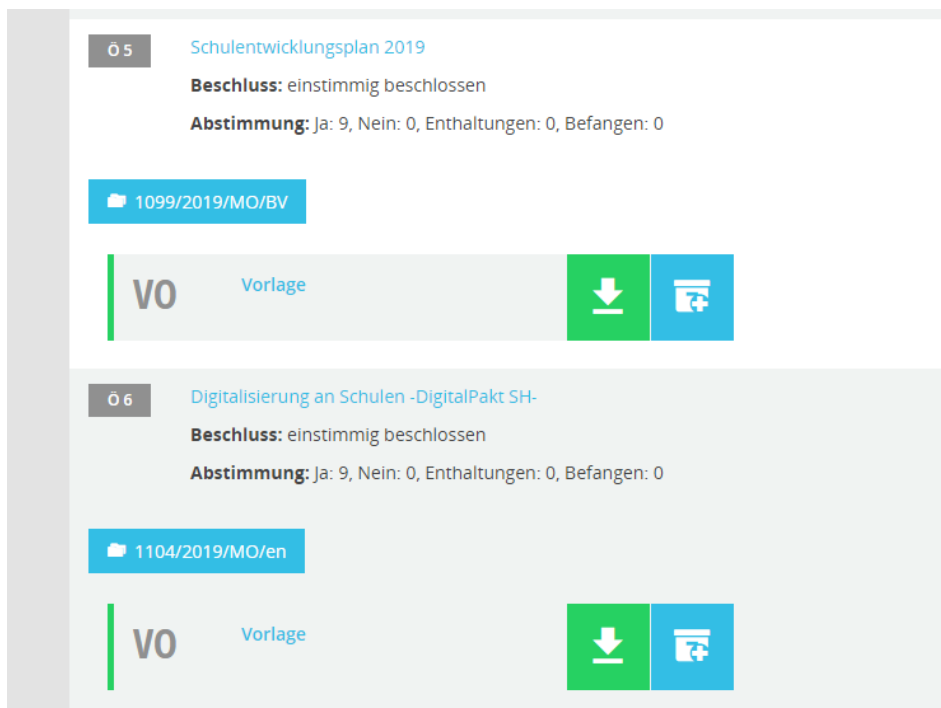 Ö 5
Schulentwicklungsplan 2019
Beschluss: einstimmig beschlossen
Abstimmung: Ja: 9, Nein: 0, Enthaltungen: 0, Befangen: 0
1099/2019/MO/BV
VO Vorlage
Ö 6
Digitalisierung an Schulen -DigitalPakt SH-
Beschluss: einstimmig beschlossen
Abstimmung: Ja: 9, Nein: 0, Enthaltungen: 0, Befangen: 0
1104/2019/MO/en
VO Vorlage